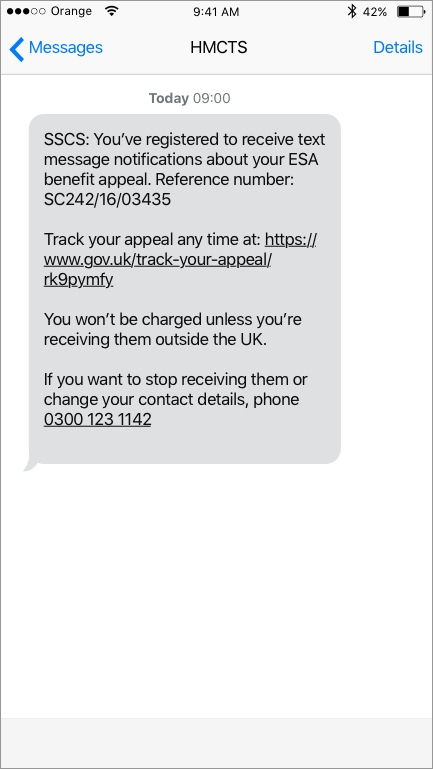 Orange 9:41 AM 42%
Messages HMCTS Details
Today 09:00
SSCS: You’ve registered to receive text
message notifications about your ESA
benefit appeal. Reference number:
SC242/16/03435
Track your appeal any time at: https://
www.gov.uk/track-your-appeal/
rk9pymfy
You won’t be charged unless you’re
receiving them outside the UK.
If you want to stop receiving them or
change your contact details, phone
0300 123 1142